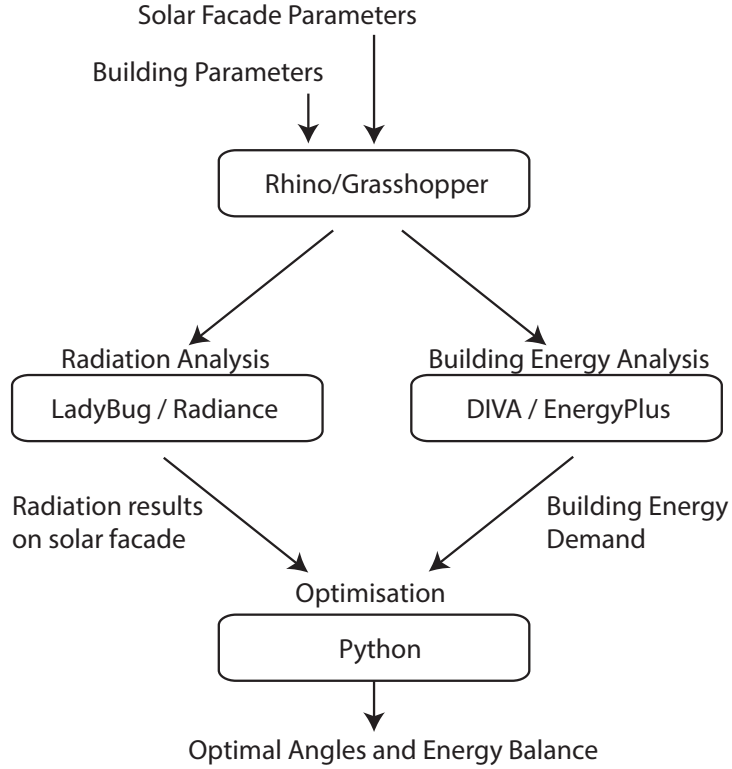 Solar Facade Parameters
Building Parameters
Rhino/Grasshopper
Radiation Analysis
LadyBug / Radiance
Building Energy Analysis
DIVA / EnergyPlus
Radiation results
on solar facade
Building Energy
Demand
Optimisation
Python
Optimal Angles and Energy Balance